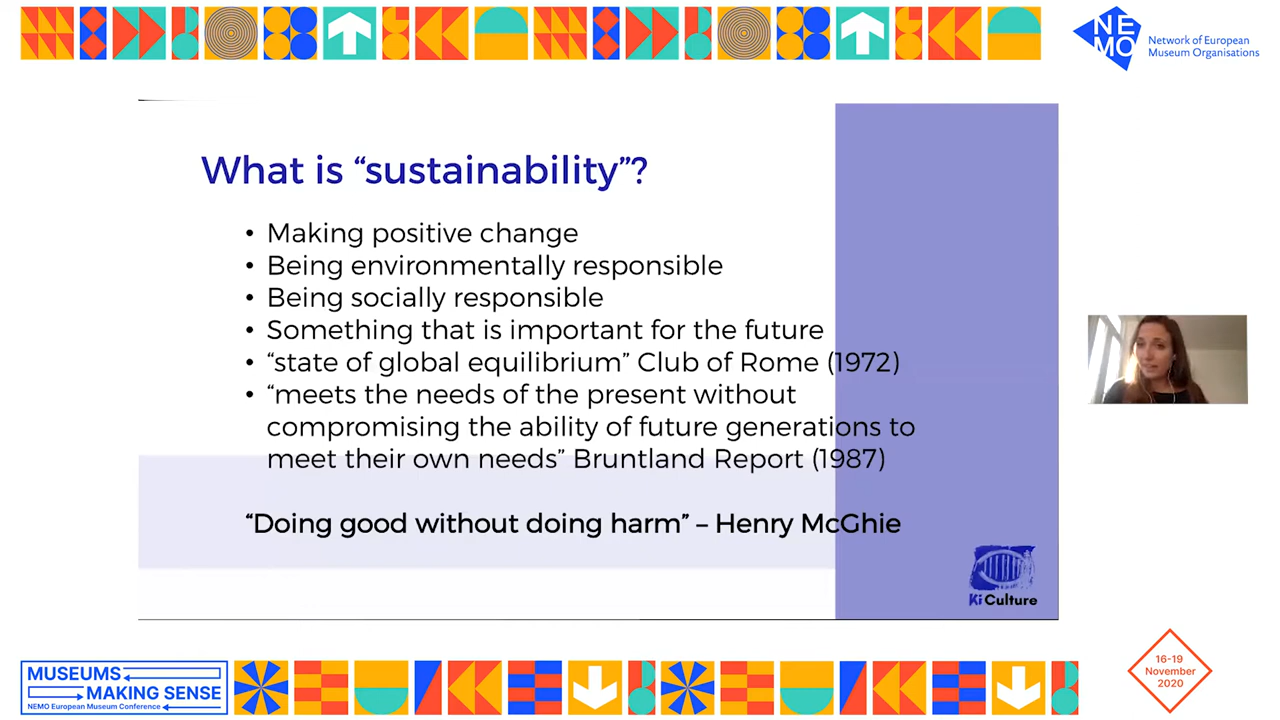 NE
MO
Network of European
Museum Organisations
What is “sustainability”?
• Making positive change
• Being environmentally responsible
• Being socially responsible
• Something that is important for the future
• “state of global equilibrium” Club of Rome (1972)
• “meets the needs of the present without
compromising the ability of future generations to
meet their own needs” Bruntland Report (1987)
“Doing good without doing harm” – Henry McGhie
Ki Culture
MUSEUMS
MAKING SENSE
NEMO European Museum Conference
16-19
November
2020